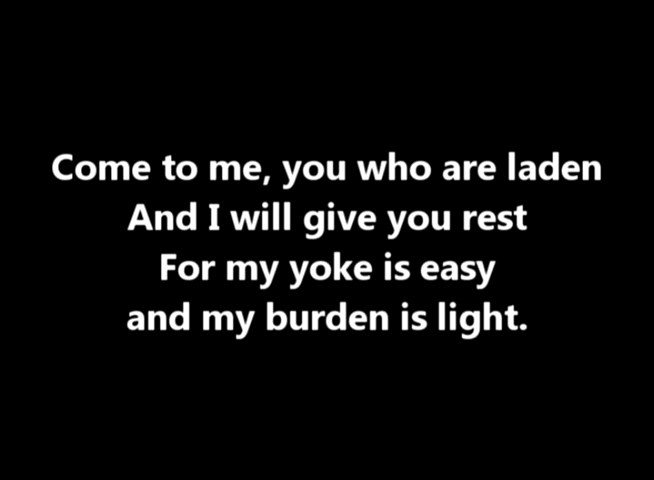 Come to me, you who are laden
And I will give you rest
For my yoke is easy
and my burden is light.